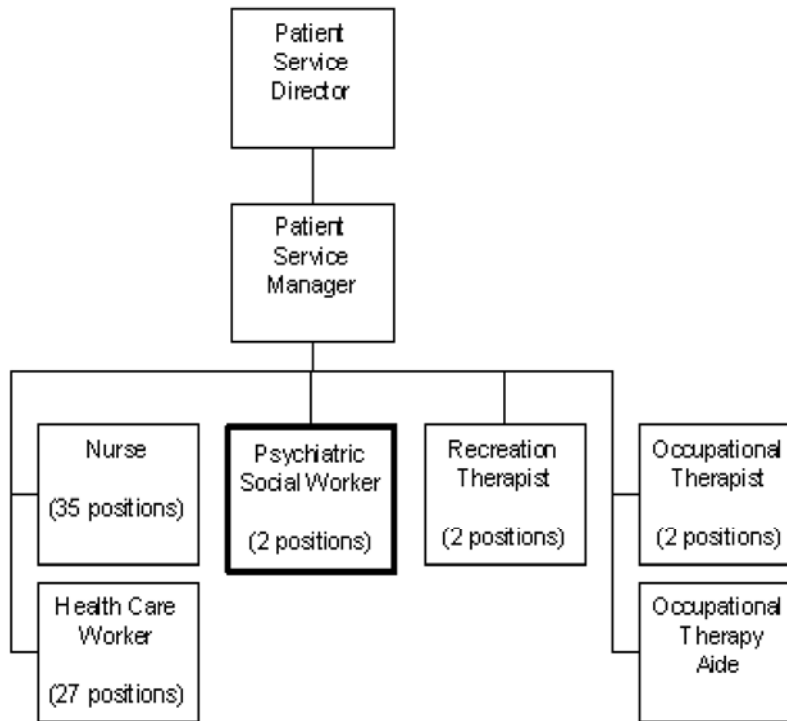 Patient
Service
Director
Patient
Service
Manager
Nurse
(35 positions)
Psychiatric
Social Worker
(2 positions)
Recreation
Therapist
(2 positions)
Occupational
Therapist
(2 positions)
Health Care
Worker
(27 positions)
Occupational
Therapy
Aide